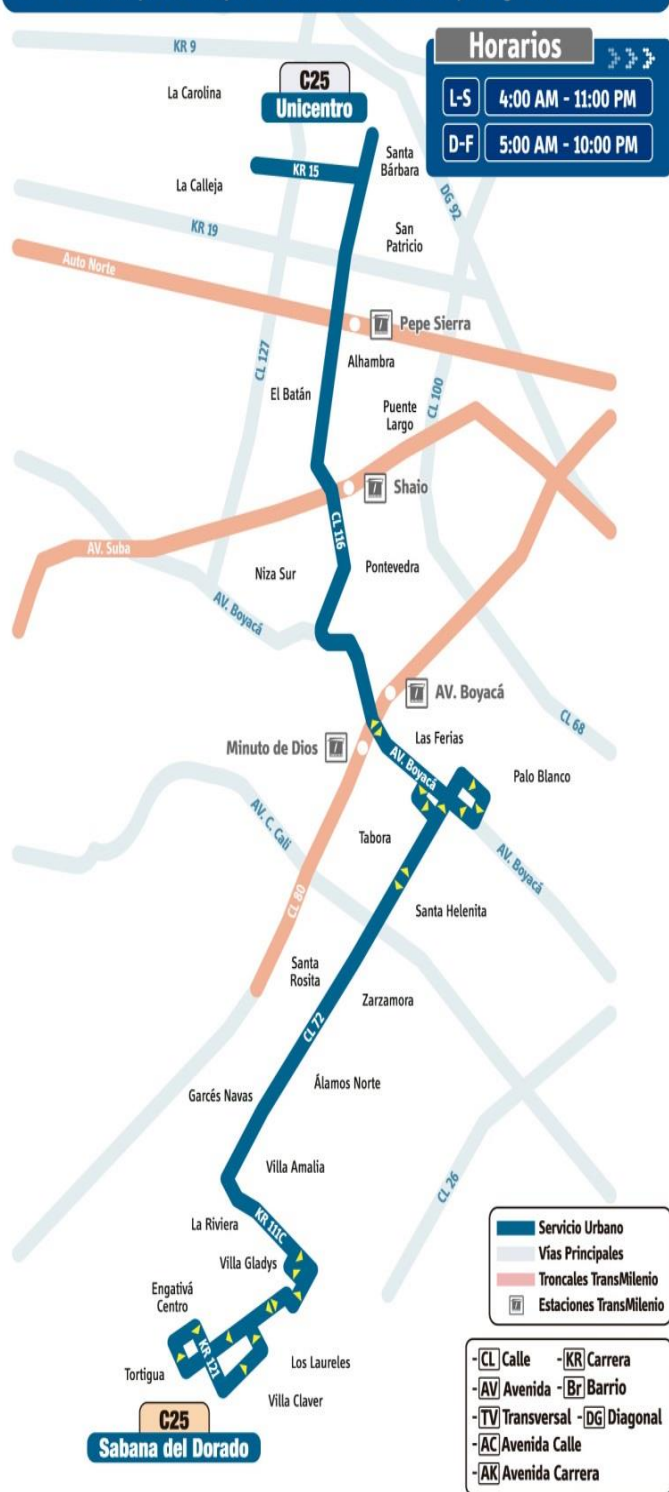 KR 9
Horarios
L-S 4:00 AM - 11:00 PM
D-F 5:00 AM - 10:00 PM
La Carolina
C25
Unicentro
Santa
Bárbara
KR 15
La Calleja
DG 92
KR 19
San
Patricio
Auto Norte
Pepe Sierra
Alhambra
CL 127
CL 100
El Batán
Puente
Largo
Shaio
CL 116
AV. Suba
Niza Sur
Pontevedra
AV. Boyacá
AV. Boyacá
CL 68
Las Ferias
Minuto de Dios
AV. Boyacá
Palo Blanco
AV. C. Cali
Tabora
AV. Boyacá
CL 80
Santa Helenita
Santa
Rosita
Zarzamora
CL 72
Álamos Norte
Garcés Navas
Villa Amalia
CL 26
La Riviera
KR 111C
Villa Gladys
Engativá
Centro
KR 121
Los Laureles
Tortigua
Villa Claver
C25
Sabana del Dorado
Servicio Urbano
Vías Principales
Troncales TransMilenio
Estaciones TransMilenio
-CL Calle -KR Carrera
-AV Avenida -Br Barrio
-TV Transversal -DG Diagonal
-AC Avenida Calle
-AK Avenida Carrera